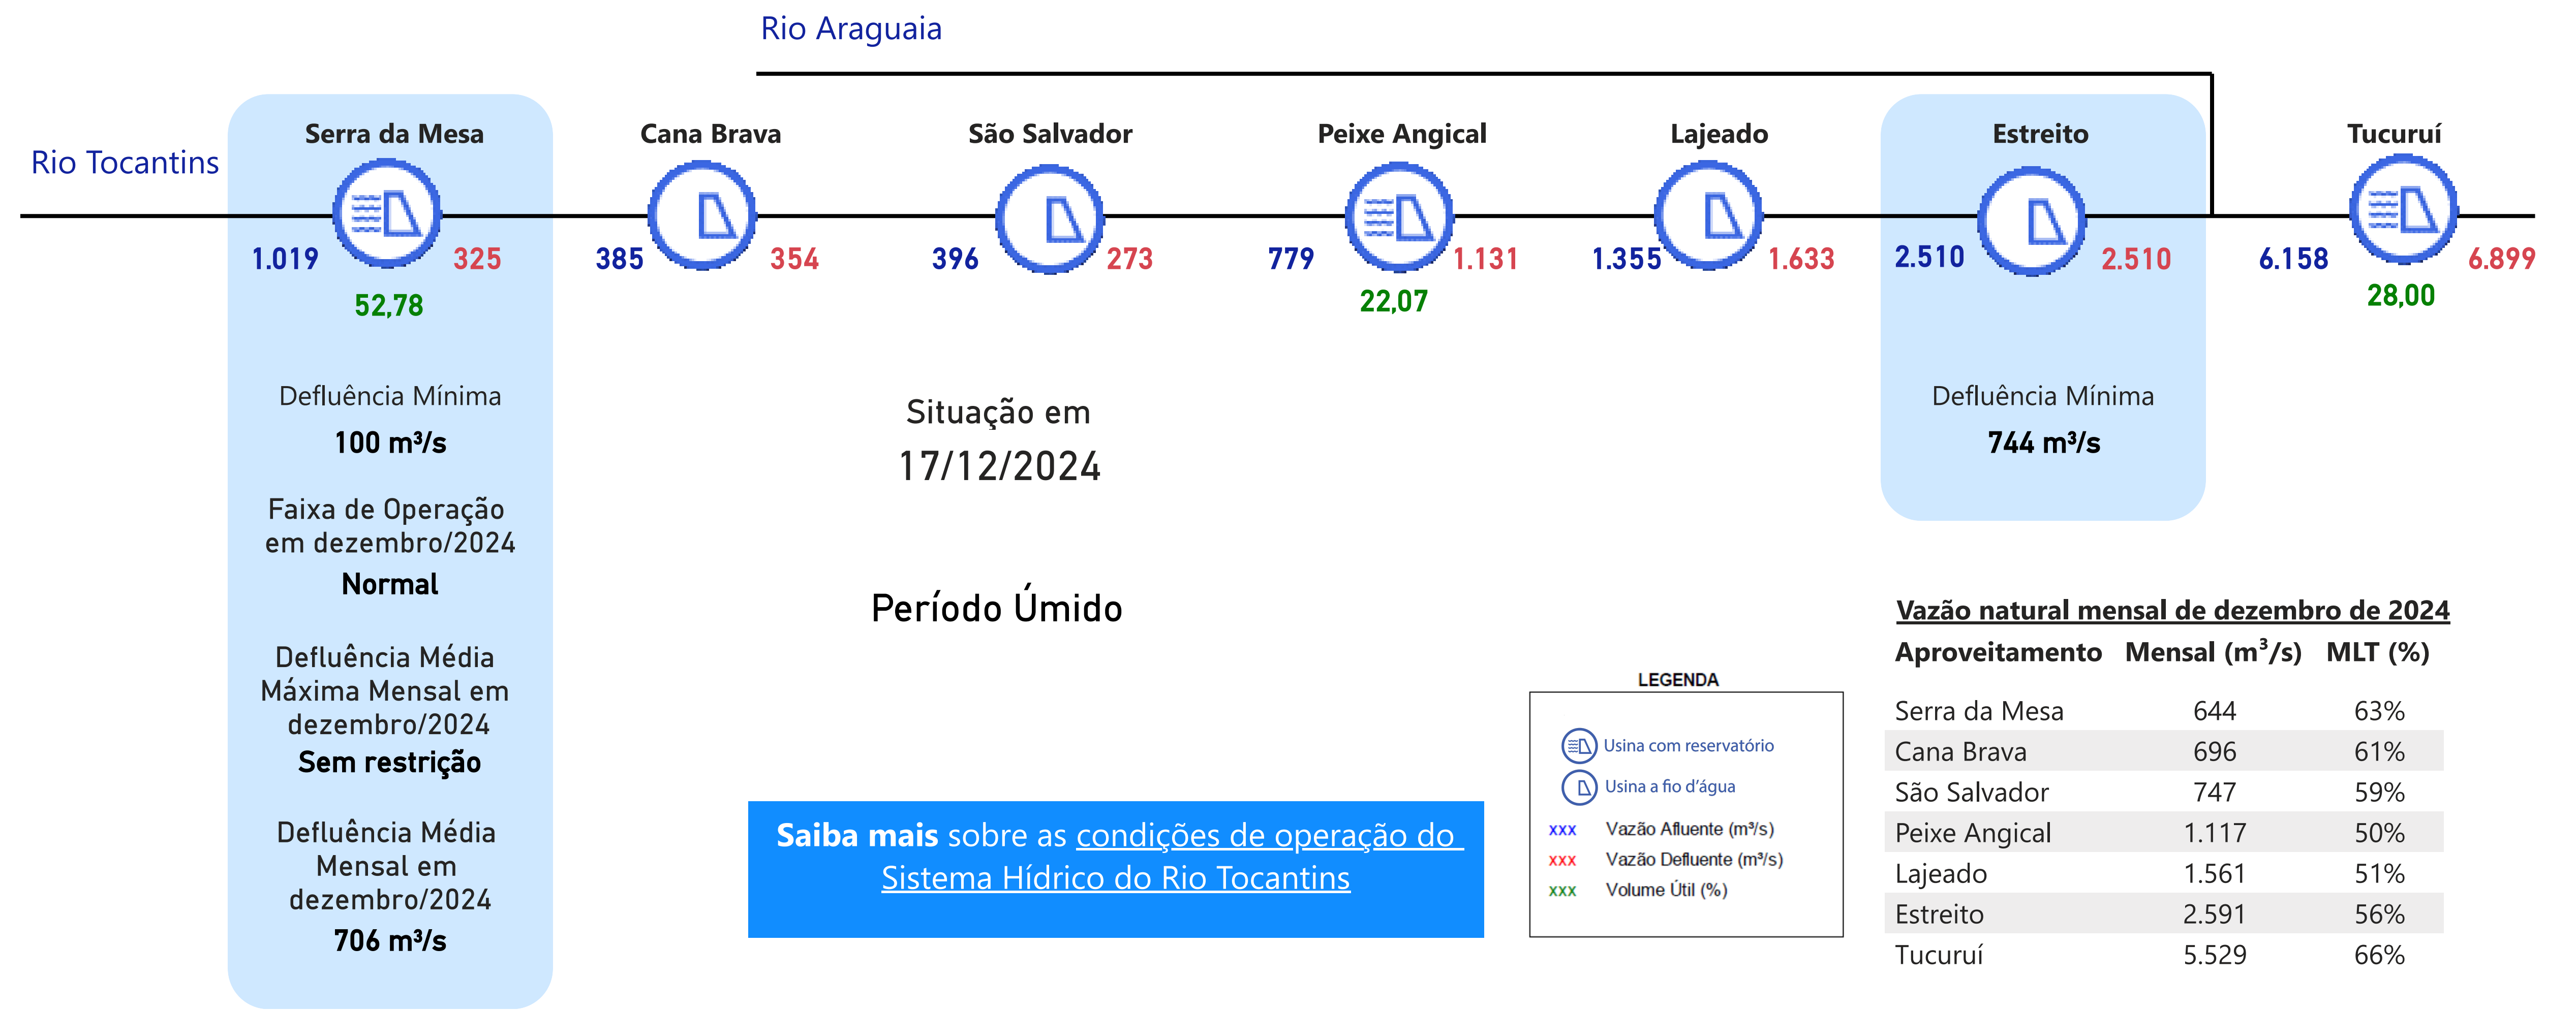 Rio Araguaia
Rio Tocantins
Serra da Mesa
Cana Brava
São Salvador
Peixe Angical
Lajeado
Estreito
Tucuruí
1.019
325
385
354
396
273
779
1.131
1.355
1.633
2.510
2.510
6.158
6.899
52,78
22,07
28,00
Defluência Mínima
100 m³/s
Faixa de Operação
em dezembro/2024
Normal
Defluência Média
Máxima Mensal em
dezembro/2024
Sem restrição
Defluência Média
Mensal em
dezembro/2024
706 m³/s
Situação em
17/12/2024
Período Úmido
Saiba mais sobre as condições de operação do
Sistema Hídrico do Rio Tocantins
Defluência Mínima
744 m³/s
LEGENDA
Usina com reservatório
Usina a fio d’água
xxx Vazão Afluente (m³/s)
xxx Vazão Defluente (m³/s)
xxx Volume Útil (%)
Vazão natural mensal de dezembro de 2024
Aproveitamento Mensal (m³/s) MLT (%)
Serra da Mesa 644 63%
Cana Brava 696 61%
São Salvador 747 59%
Peixe Angical 1.117 50%
Lajeado 1.561 51%
Estreito 2.591 56%
Tucuruí 5.529 66%